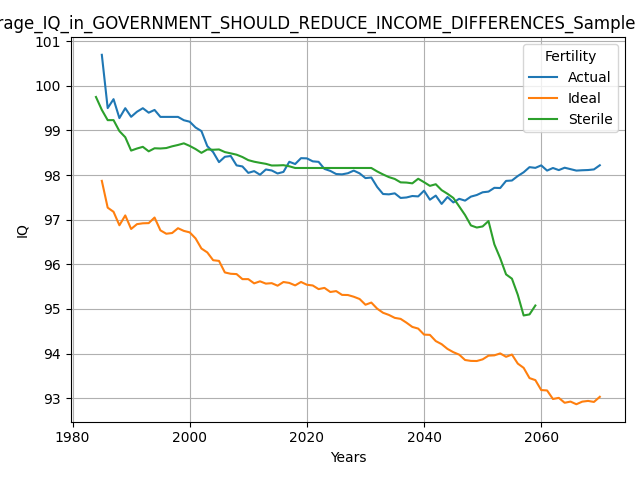 rage_IQ_in_GOVERNMENT_SHOULD_REDUCE_INCOME_DIFFERENCES_Sample
101
100
99
98
97
96
95
94
93
IQ
1980
2000
2020
2040
2060
Years
Fertility
Actual
Ideal
Sterile